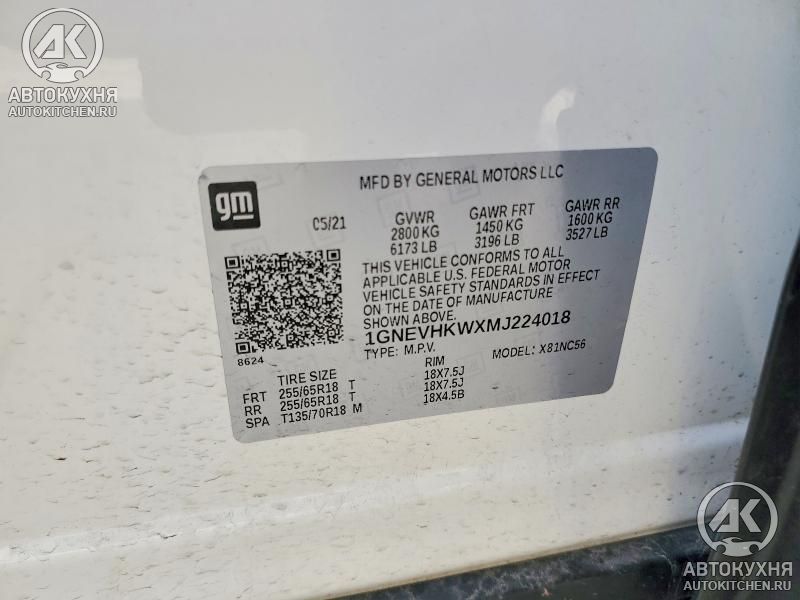 AK
АВТОКУХНЯ
AUTOKITCHEN.RU
gm
MFD BY GENERAL MOTORS LLC
05/21
GVWR GAWR FRT GAWR RR
2800 KG 1450 KG 1600 KG
6173 LB 3196 LB 3527 LB
THIS VEHICLE CONFORMS TO ALL
APPLICABLE U.S. FEDERAL MOTOR
VEHICLE SAFETY STANDARDS IN EFFECT
ON THE DATE OF MANUFACTURE
SHOWN ABOVE.
1GNEVHKWXMJ224018
8624
TYPE: M.P.V. MODEL: X81NC56
TIRE SIZE RIM
FRT 255/65R18 T 18X7.5J
RR 255/65R18 T 18X7.5J
SPA T135/70R18 M 18X4.5B
AK
АВТОКУХНЯ
AUTOKITCHEN.RU